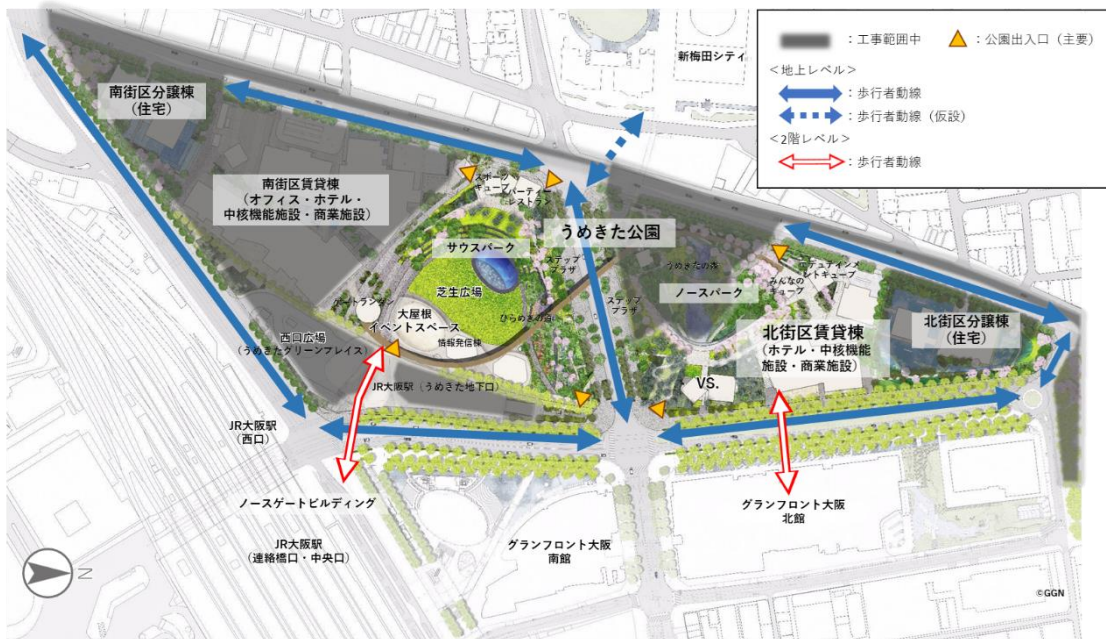 ：工事範囲中
：公園出入口（主要）
＜地上レベル＞
：歩行者動線
：歩行者動線（仮設）
＜2階レベル＞
：歩行者動線
新梅田シティ
南街区分譲棟
（住宅）
南街区賃貸棟
（オフィス・ホテル・
中核機能施設・商業施設）
スポーツ
キューブ
パーティー
レストラン
うめきた公園
サウスパーク
ステップ
プラザ
芝生広場
うめきたの森
ノースパーク
みんなの
キューブ
ステップ
プラザ
ひらめきの道
大屋根
イベントスペース
情報発信棟
西口広場
（うめきたグリーンプレイス）
JR大阪駅（うめきた地下口）
北街区賃貸棟
（ホテル・中核機能
施設・商業施設）
北街区分譲棟
（住宅）
VS.
JR大阪駅
（西口）
ノースゲートビルディング
JR大阪駅
（連絡橋口・中央口）
グランフロント大阪
南館
グランフロント大阪
北館
N
©GGN